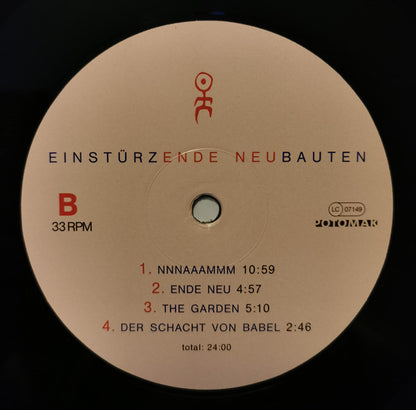 EINSTÜRZENDE NEUBAUTEN
B
33 RPM
LC 07149
POTOMAK
1. NNNAAAMMM 10:59
2. ENDE NEU 4:57
3. THE GARDEN 5:10
4. DER SCHACHT VON BABEL 2:46
total: 24:00